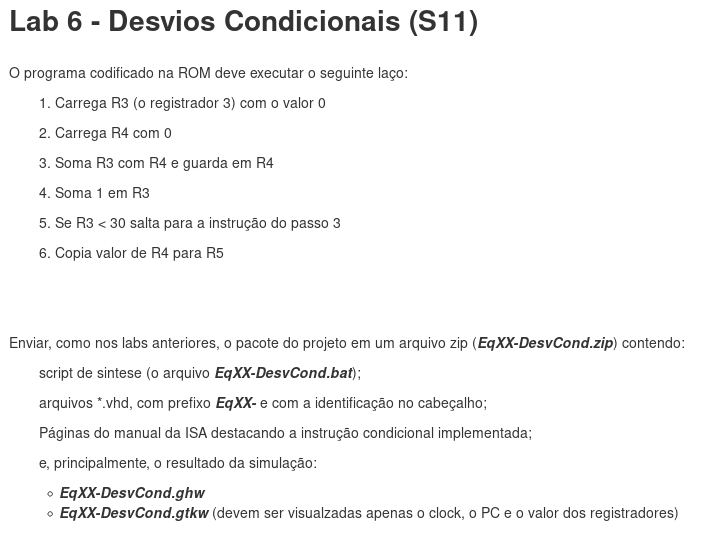 Lab 6 - Desvios Condicionais (S11)
O programa codificado na ROM deve executar o seguinte laço:
1. Carrega R3 (o registrador 3) com o valor 0
2. Carrega R4 com 0
3. Soma R3 com R4 e guarda em R4
4. Soma 1 em R3
5. Se R3 < 30 salta para a instrução do passo 3
6. Copia valor de R4 para R5
Enviar, como nos labs anteriores, o pacote do projeto em um arquivo zip (EqXX-DesvCond.zip) contendo:
script de sintese (o arquivo EqXX-DesvCond.bat);
arquivos *.vhd, com prefixo EqXX- e com a identificação no cabeçalho;
Páginas do manual da ISA destacando a instrução condicional implementada;
e, principalmente, o resultado da simulação:
◦ EqXX-DesvCond.ghw
◦ EqXX-DesvCond.gtkw (devem ser visualzadas apenas o clock, o PC e o valor dos registradores)